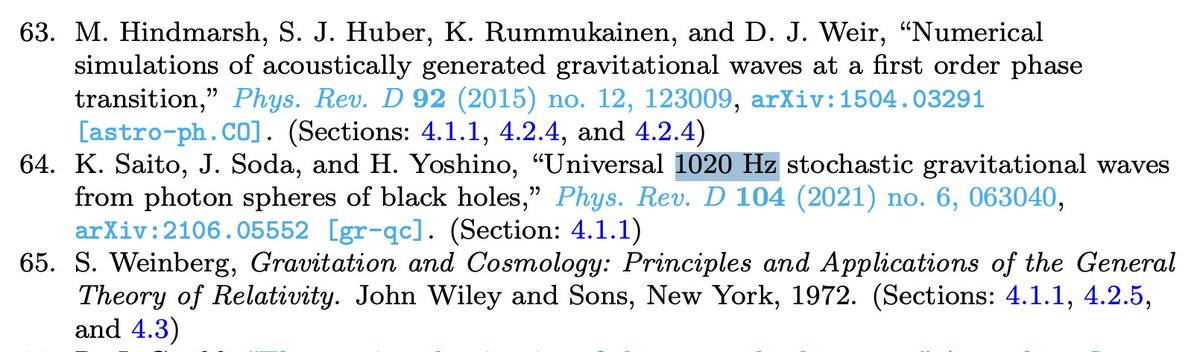 63. M. Hindmarsh, S. J. Huber, K. Rummukainen, and D. J. Weir, “Numerical
simulations of acoustically generated gravitational waves at a first order phase
transition,” Phys. Rev. D 92 (2015) no. 12, 123009, arXiv:1504.03291
[astro-ph.CO]. (Sections: 4.1.1, 4.2.4, and 4.2.4)
64. K. Saito, J. Soda, and H. Yoshino, “Universal 1020 Hz stochastic gravitational waves
from photon spheres of black holes,” Phys. Rev. D 104 (2021) no. 6, 063040,
arXiv:2106.05552 [gr-qc]. (Section: 4.1.1)
65. S. Weinberg, Gravitation and Cosmology: Principles and Applications of the General
Theory of Relativity. John Wiley and Sons, New York, 1972. (Sections: 4.1.1, 4.2.5,
and 4.3)